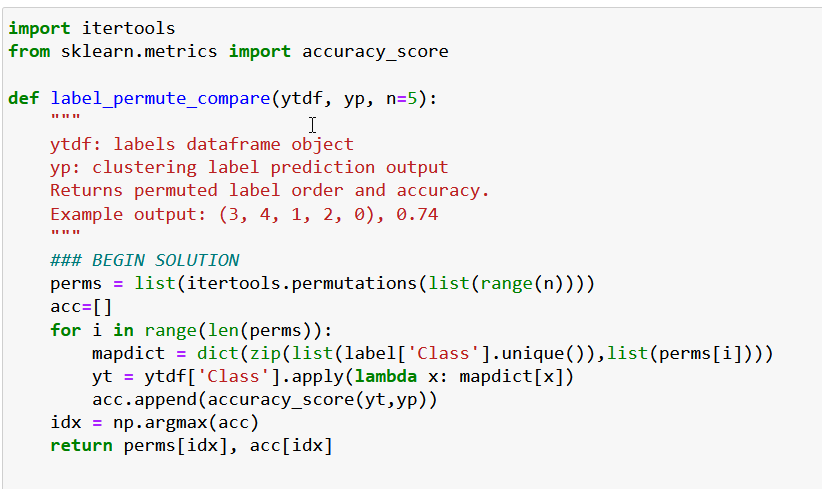 import itertools
from sklearn.metrics import accuracy_score
def label_permute_compare(ytdf, yp, n=5):
    """
    ytdf: labels dataframe object
    yp: clustering label prediction output
    Returns permuted label order and accuracy.
    Example output: (3, 4, 1, 2, 0), 0.74
    """
    ### BEGIN SOLUTION
    perms = list(itertools.permutations(list(range(n))))
    acc=[]
    for i in range(len(perms)):
        mapdict = dict(zip(list(label['Class'].unique()),list(perms[i])))
        yt = ytdf['Class'].apply(lambda x: mapdict[x])
        acc.append(accuracy_score(yt,yp))
    idx = np.argmax(acc)
    return perms[idx], acc[idx]